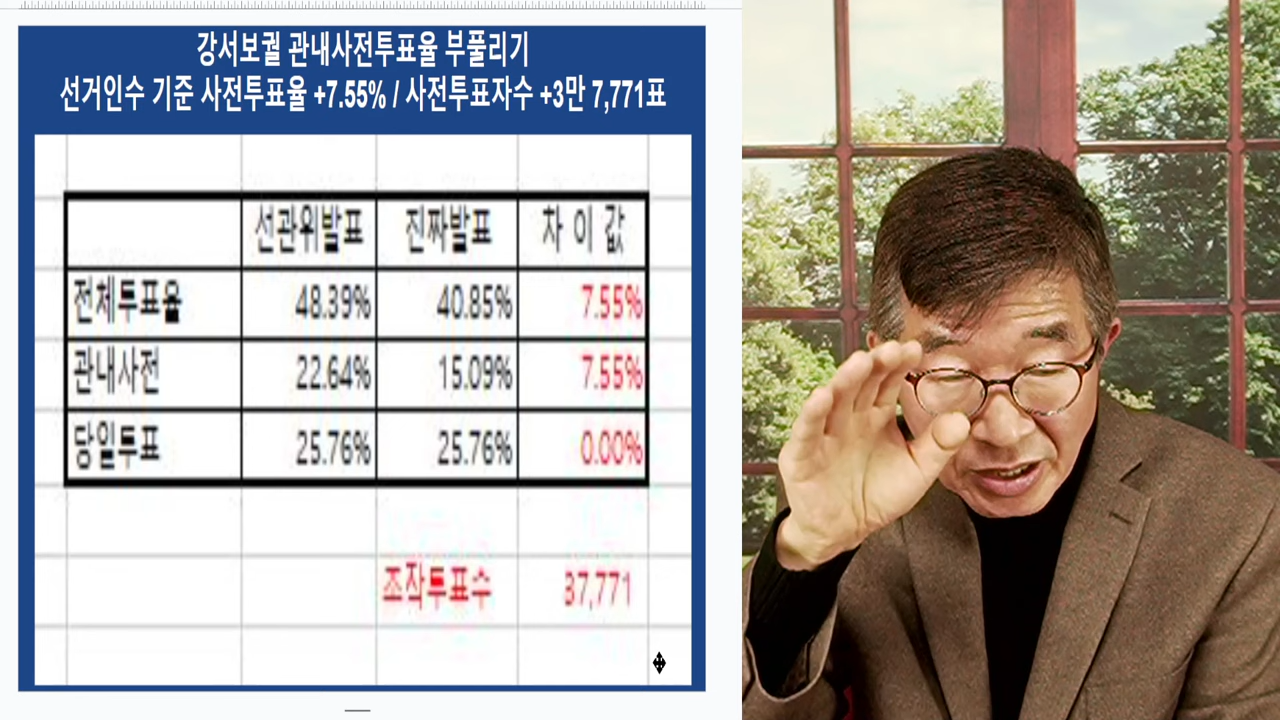 강서보궐 관내사전투표율 부풀리기
선거인수 기준 사전투표율 +7.55% / 사전투표자수 +3만 7,771표
선관위발표 진짜발표 차 이 값
전체투표율 48.39% 40.85% 7.55%
관내사전 22.64% 15.09% 7.55%
당일투표 25.76% 25.76% 0.00%
조작투표수 37,771